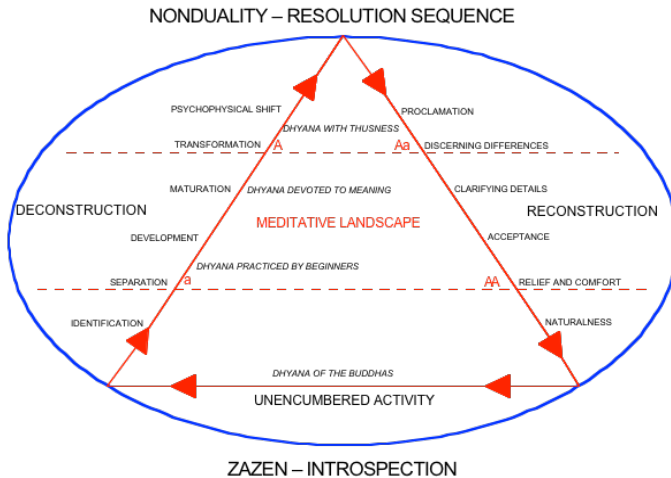 NONDUALITY – RESOLUTION SEQUENCE
PSYCHOPHYSICAL SHIFT
PROCLAMATION
DHYANA WITH THUSNESS
TRANSFORMATION
A
Aa
DISCERNING DIFFERENCES
MATURATION
DHYANA DEVOTED TO MEANING
CLARIFYING DETAILS
DECONSTRUCTION
RECONSTRUCTION
MEDITATIVE LANDSCAPE
DEVELOPMENT
ACCEPTANCE
DHYANA PRACTICED BY BEGINNERS
SEPARATION
a
AA
RELIEF AND COMFORT
IDENTIFICATION
NATURALNESS
DHYANA OF THE BUDDHAS
UNENCUMBERED ACTIVITY
ZAZEN – INTROSPECTION